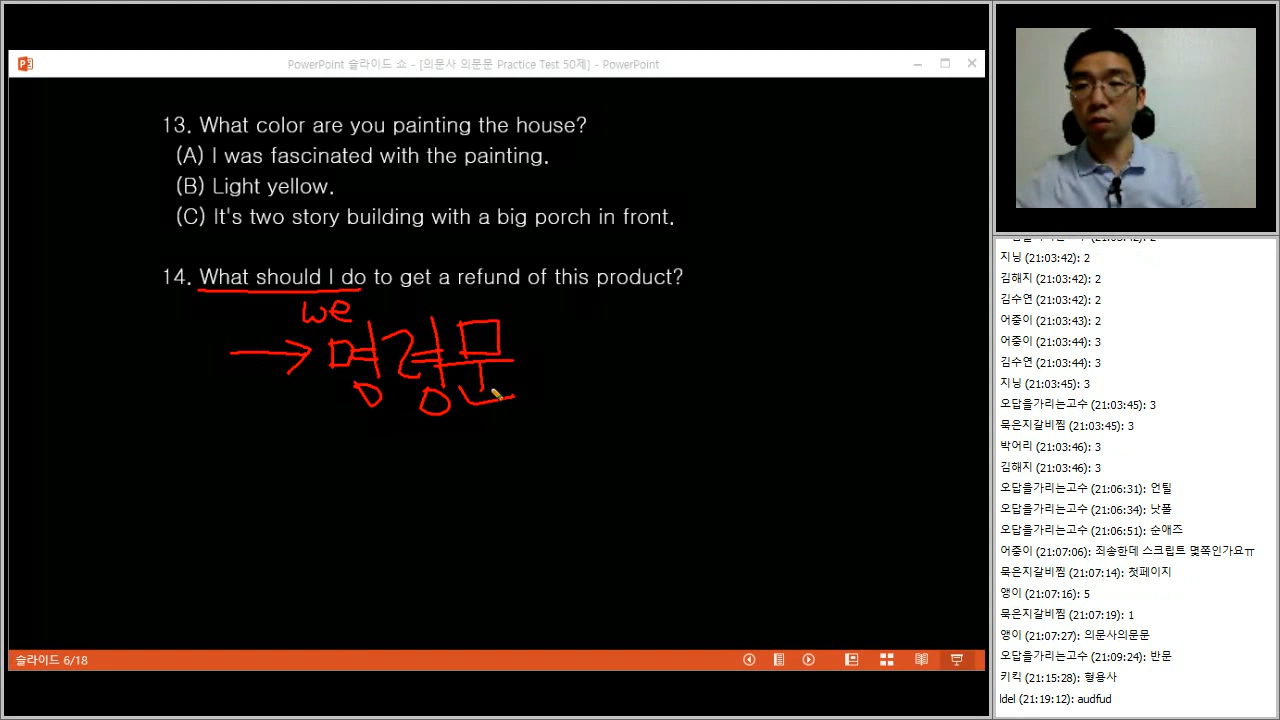 PowerPoint 슬라이드 쇼 - [의문사 의문문 Practice Test 50제] - PowerPoint
13. What color are you painting the house?
(A) I was fascinated with the painting.
(B) Light yellow.
(C) It's two story building with a big porch in front.
14. What should I do to get a refund of this product?
we
명령문
슬라이드 6/18
지닝 (21:03:42): 2
김해지 (21:03:42): 2
김수연 (21:03:42): 2
어중이 (21:03:43): 2
어중이 (21:03:44): 3
김수연 (21:03:44): 3
지닝 (21:03:45): 3
오답을가리는고수 (21:03:45): 3
묵은지갈비찜 (21:03:45): 3
박어리 (21:03:46): 3
김해지 (21:03:46): 3
오답을가리는고수 (21:06:31): 언틸
오답을가리는고수 (21:06:34): 낫폴
오답을가리는고수 (21:06:51): 순애즈
어중이 (21:07:06): 죄송한데 스크립트 몇쪽인가요ㅠ
묵은지갈비찜 (21:07:14): 첫페이지
앵이 (21:07:16): 5
묵은지갈비찜 (21:07:19): 1
앵이 (21:07:27): 의문사의문문
오답을가리는고수 (21:09:24): 반문
키킥 (21:15:28): 형용사
ldel (21:19:12): audfud